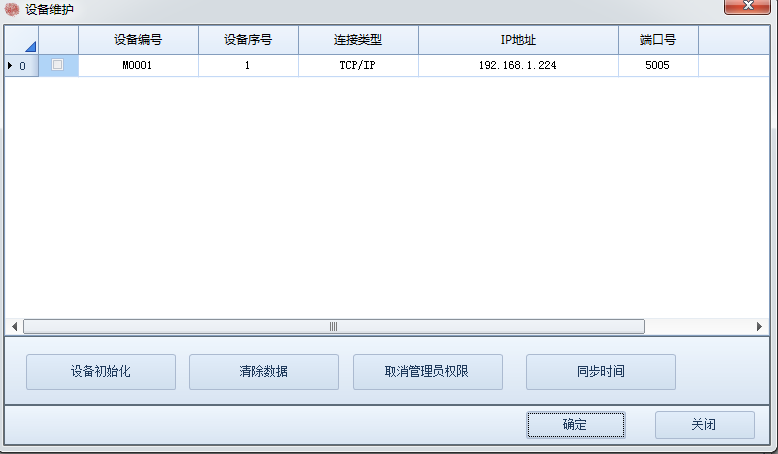 设备维护
设备编号 设备序号 连接类型 IP地址 端口号
0 M0001 1 TCP/IP 192.168.1.224 5005
设备初始化 清除数据 取消管理员权限 同步时间
确定 关闭